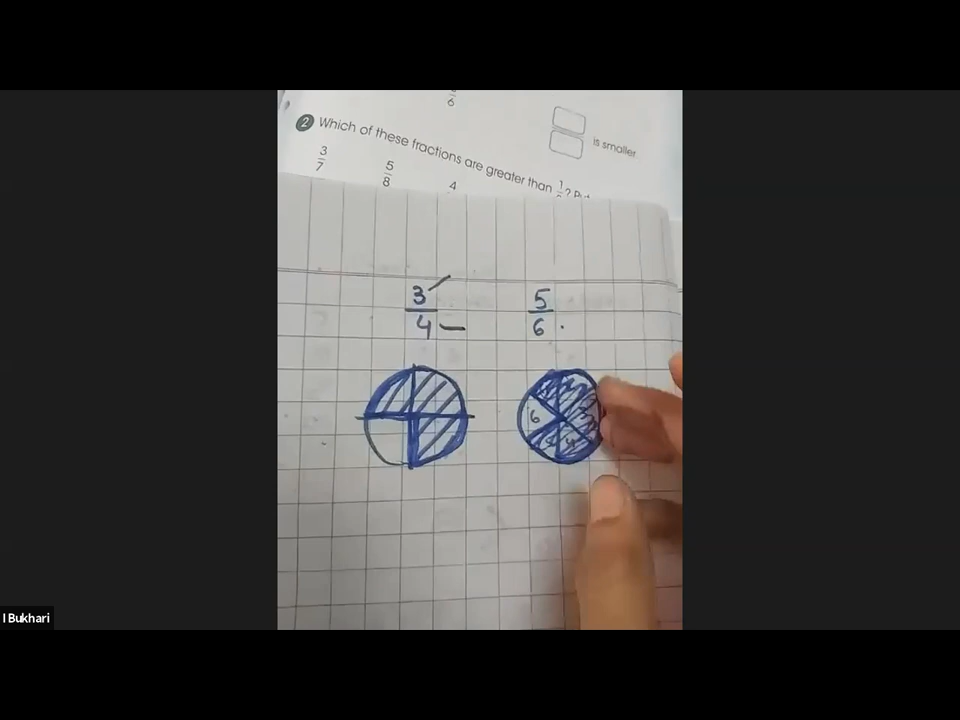 6
is smaller
2 Which of these fractions are greater than 1
3/7 5/8 4
3/4 5/6
6 4
I Bukhari